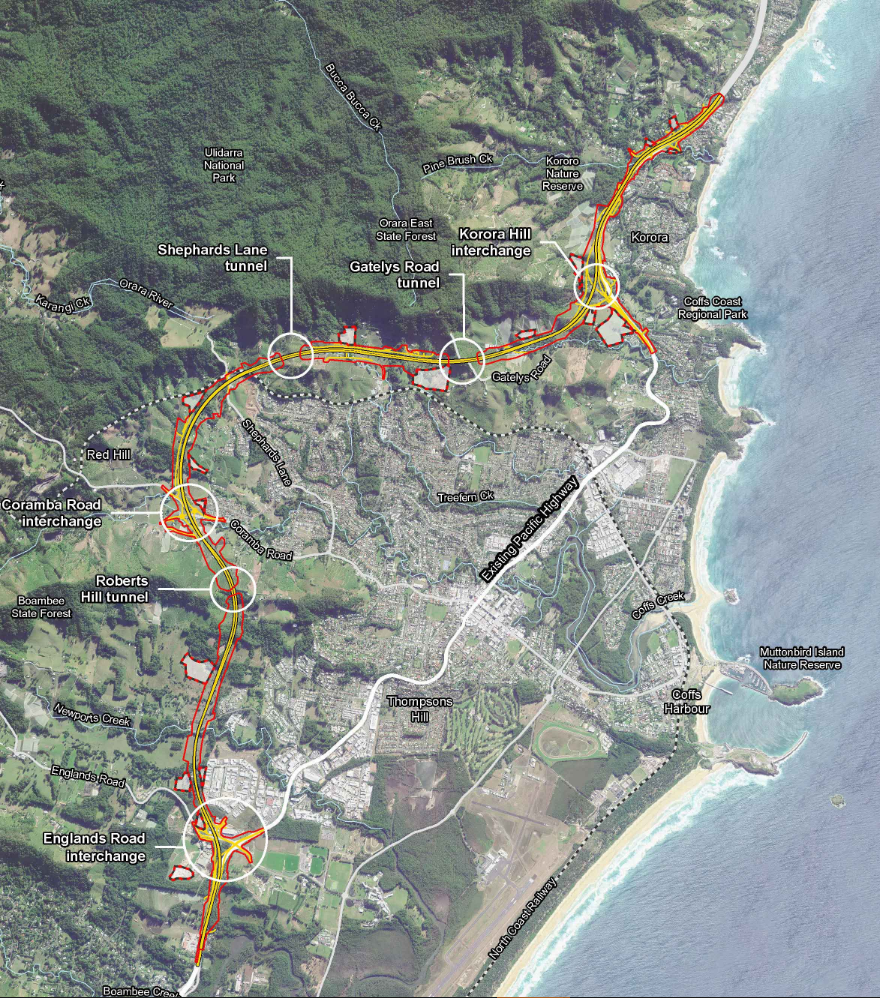 Bucca Bucca Ck
Ulidarra
National
Park
Pine Brush Ck
Kororo
Nature
Reserve
Orara East
State Forest
Korora Hill
interchange
Korora
Shephards Lane
tunnel
Gatelys Road
tunnel
Karangi Ck
Orara River
Coffs Coast
Regional Park
Gatelys Road
Red Hill
Shephards Lane
Treefern Ck
Existing Pacific Highway
Coramba Road
interchange
Coramba Road
Roberts
Hill tunnel
Boambee
State Forest
Coffs Creek
Muttonbird Island
Nature Reserve
Coffs
Harbour
Thompsons
Hill
Newports Creek
Englands Road
Englands Road
interchange
North Coast Railway
Boambee Creek